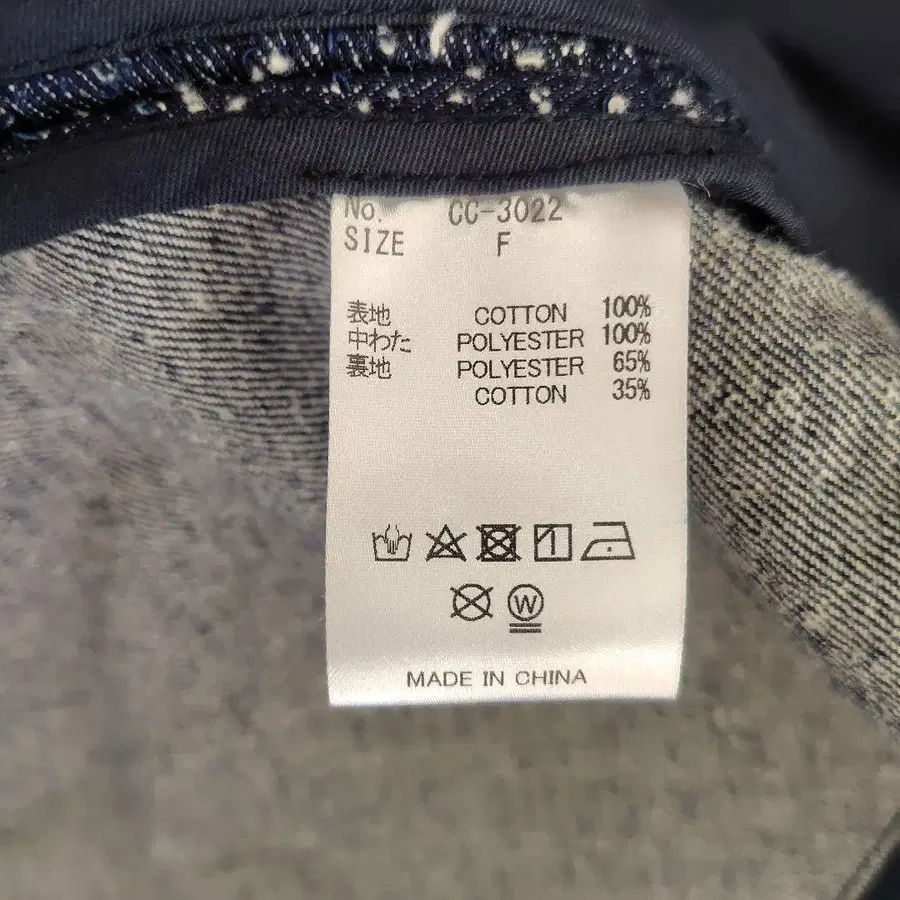 No. CC-3022
SIZE F
表地 COTTON 100%
中わた POLYESTER 100%
裏地 POLYESTER 65%
COTTON 35%
W
MADE IN CHINA